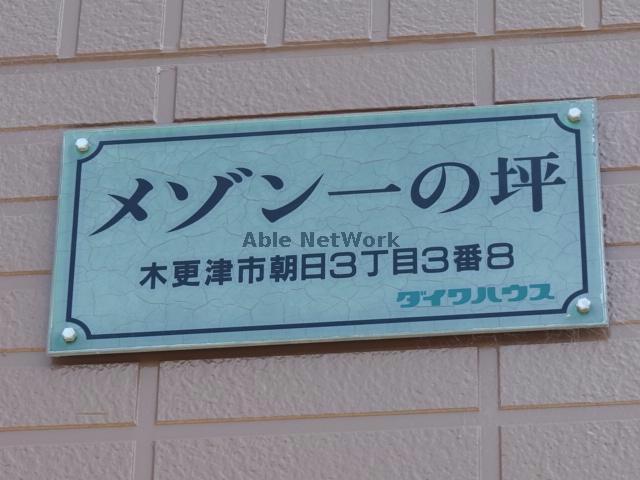 メゾン一の坪
Able NetWork
木更津市朝日3丁目3番8
ダイワハウス